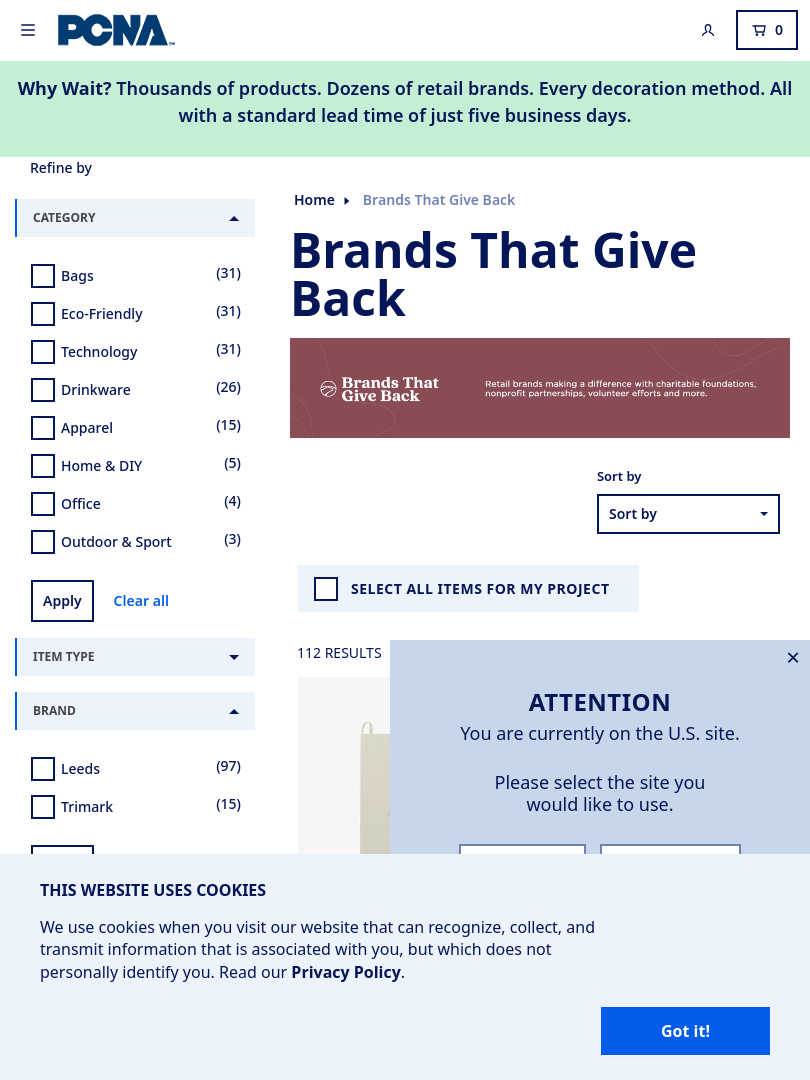 PCNA
0
Why Wait? Thousands of products. Dozens of retail brands. Every decoration method. All
with a standard lead time of just five business days.
Refine by
CATEGORY
Bags (31)
Eco-Friendly (31)
Technology (31)
Drinkware (26)
Apparel (15)
Home & DIY (5)
Office (4)
Outdoor & Sport (3)
Apply Clear all
ITEM TYPE
BRAND
Leeds (97)
Trimark (15)
Home Brands That Give Back
Brands That Give
Back
Brands That
Give Back
Retail brands making a difference with charitable foundations,
nonprofit partnerships, volunteer efforts and more.
Sort by
Sort by
SELECT ALL ITEMS FOR MY PROJECT
112 RESULTS
ATTENTION
You are currently on the U.S. site.
Please select the site you
would like to use.
THIS WEBSITE USES COOKIES
We use cookies when you visit our website that can recognize, collect, and
transmit information that is associated with you, but which does not
personally identify you. Read our Privacy Policy.
Got it!